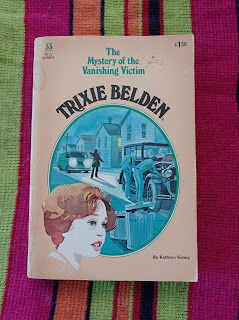 $1.50
The
Mystery of the
Vanishing Victim
TRIXIE BELDEN
By Kathryn Kenny